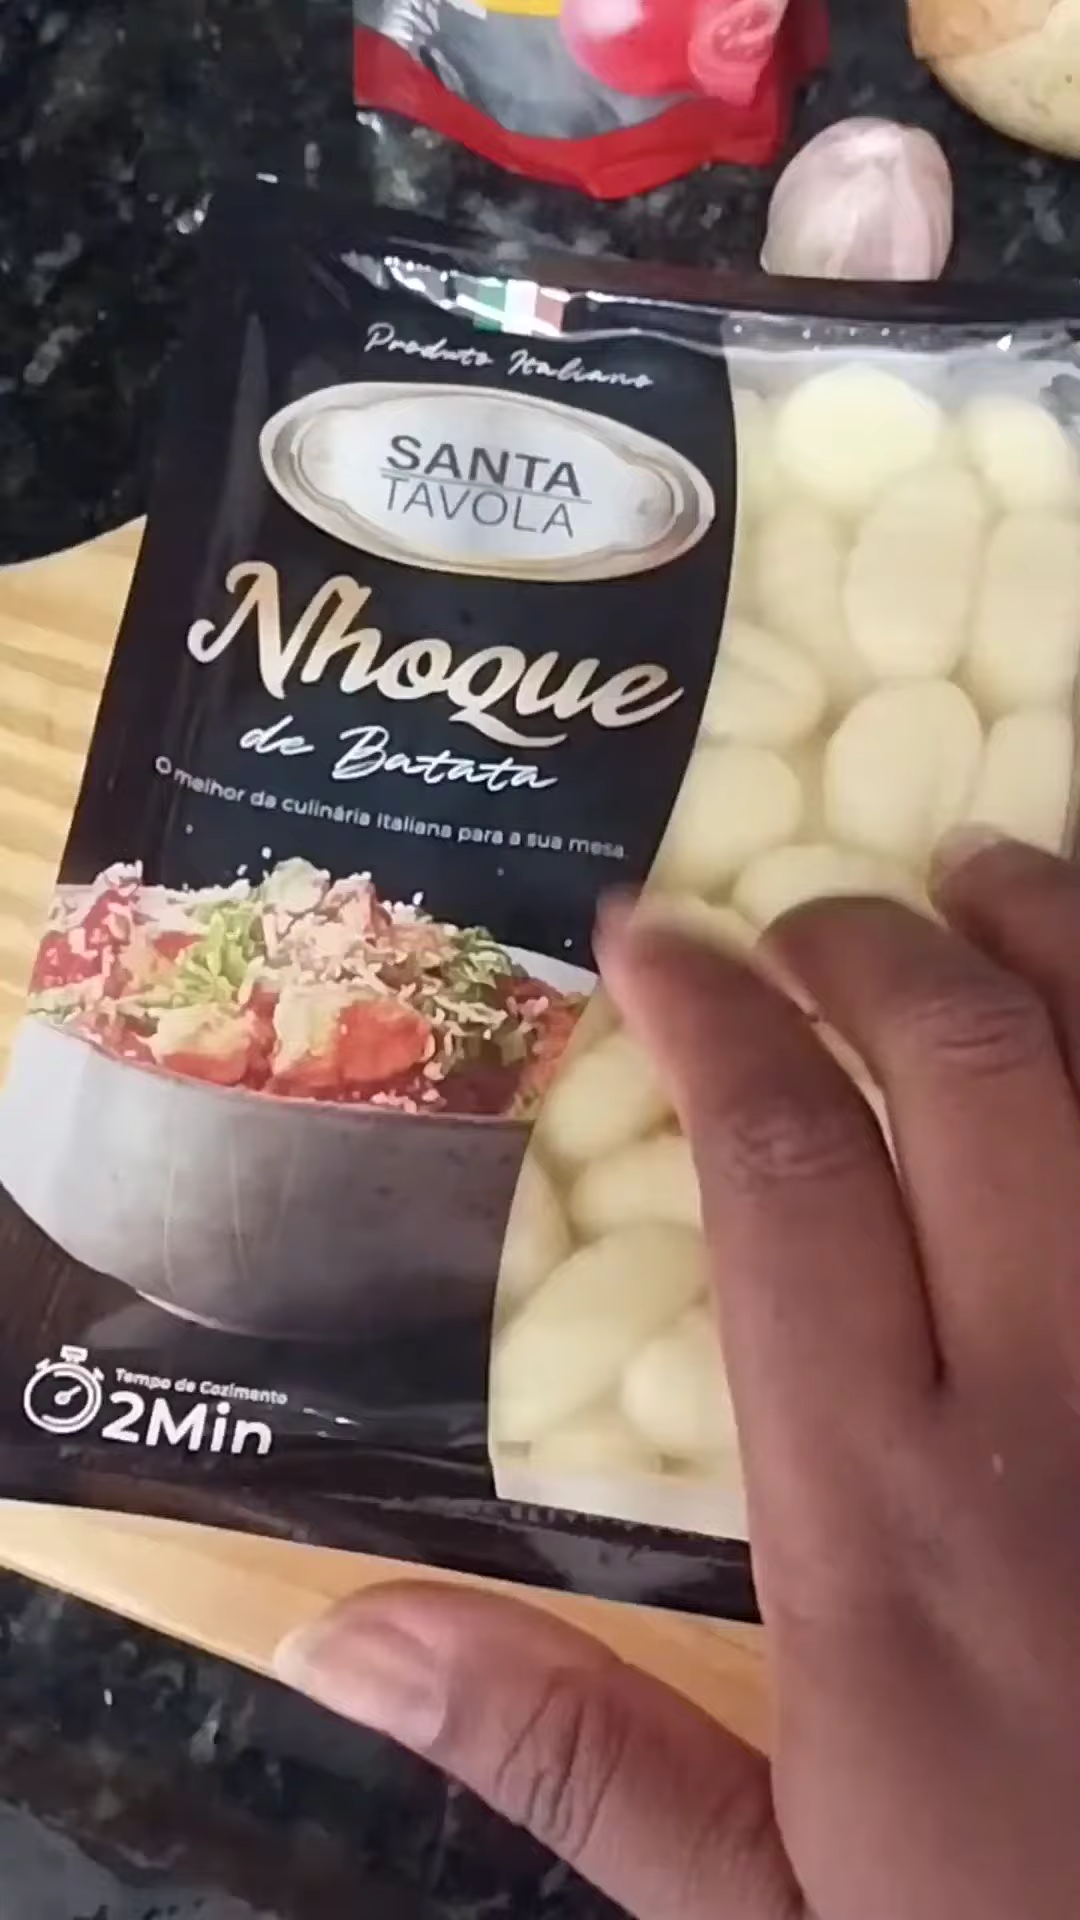 Produto Italiano
SANTA
TAVOLA
Nhoque
de Batata
O melhor da culinária Italiana para a sua mesa.
Tempo de Cozimento
2Min